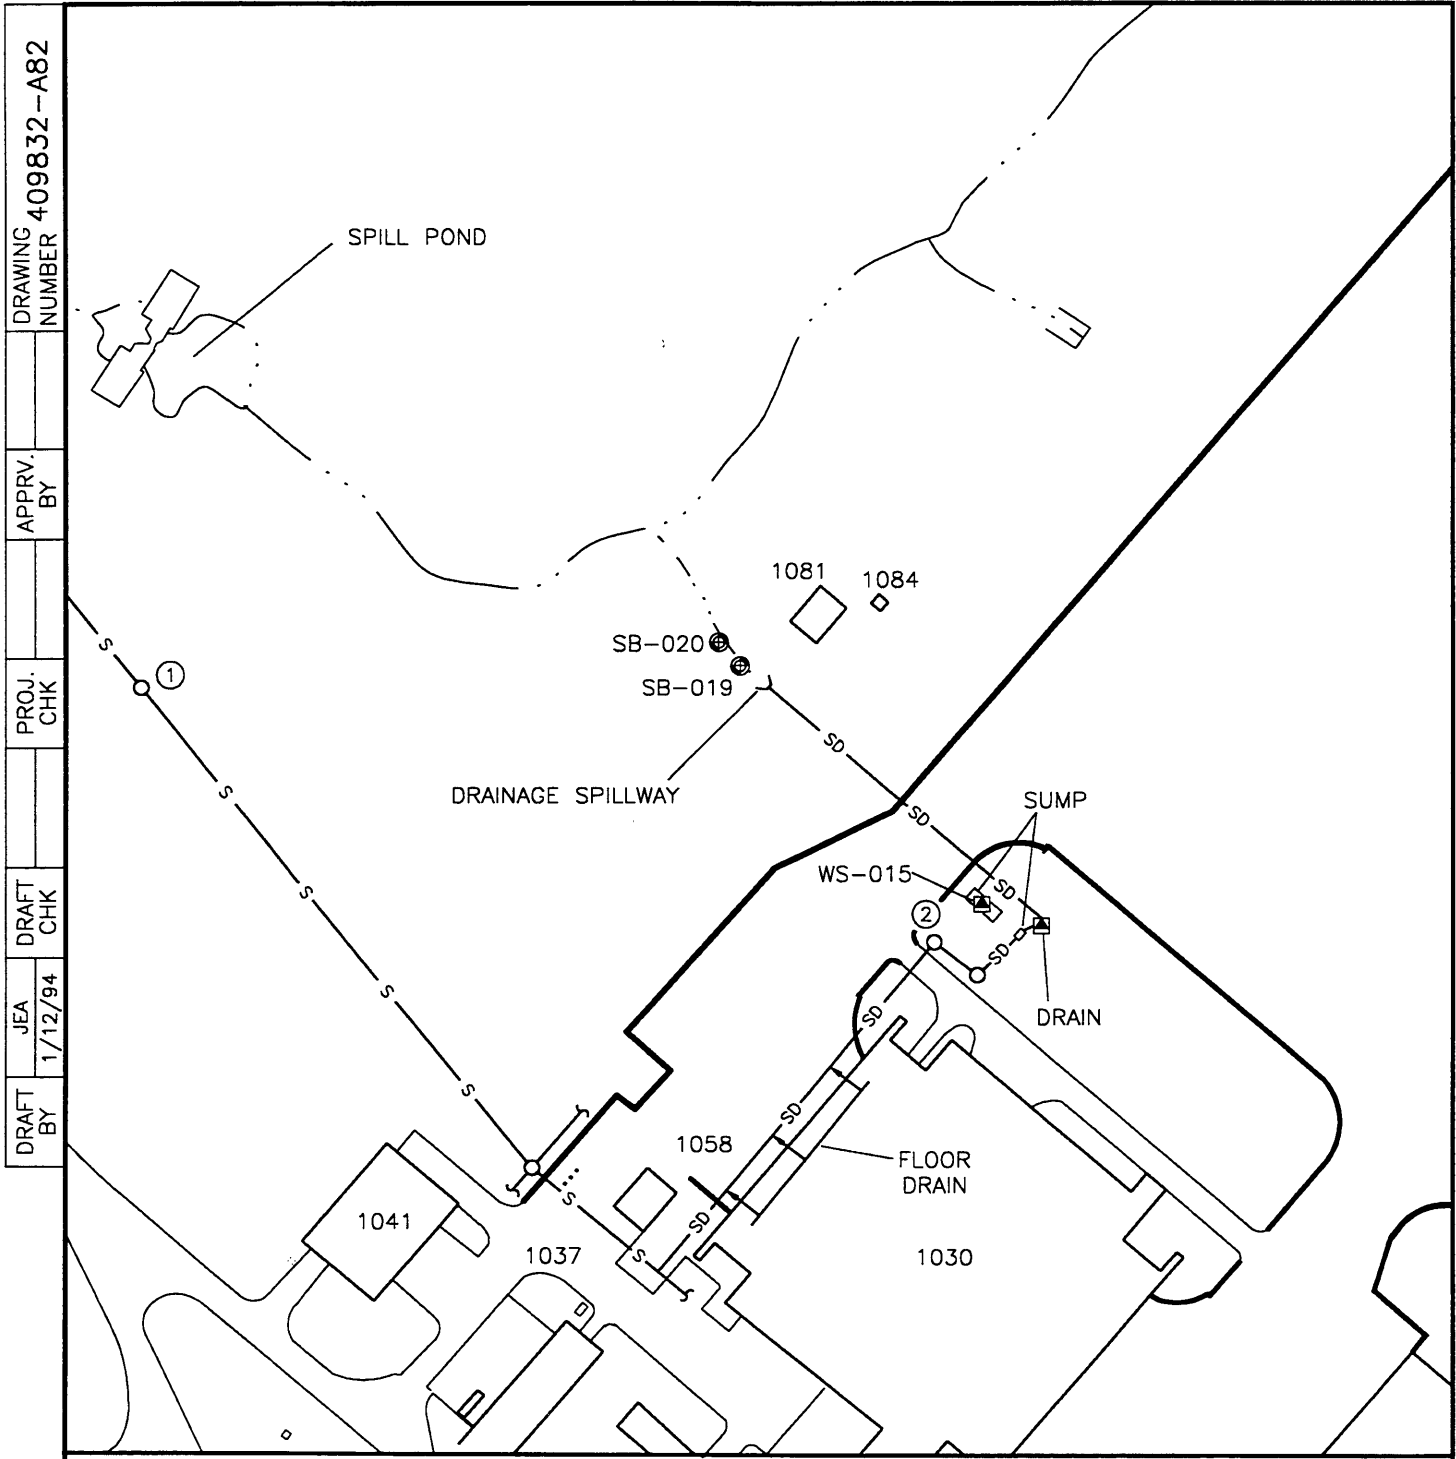 DRAWING
NUMBER 409832-A82
APPRV.
BY
PROJ.
CHK
DRAFT
CHK
JEA
1/12/94
DRAFT
BY
SPILL POND
1081
1084
SB-020
SB-019
S
1
SD
DRAINAGE SPILLWAY
S
SUMP
SD
WS-015
SD
S
2
SD
S
DRAIN
SD
S
SD
1058
FLOOR
DRAIN
S
1041
SD
1037
S
1030